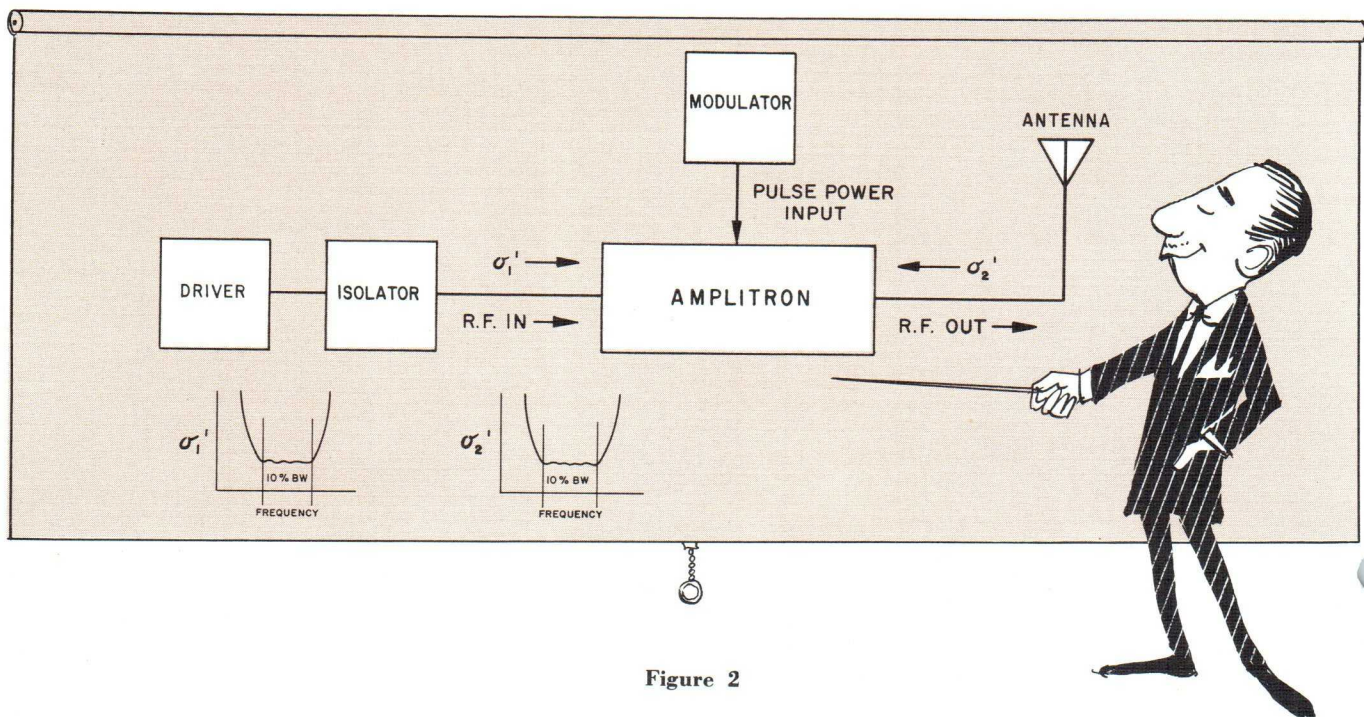 MODULATOR
ANTENNA
PULSE POWER
INPUT
σ₁'
σ₂'
DRIVER
ISOLATOR
AMPLITRON
R.F. IN
R.F. OUT
σ₁'
10% BW
FREQUENCY
σ₂'
10% BW
FREQUENCY
Figure 2